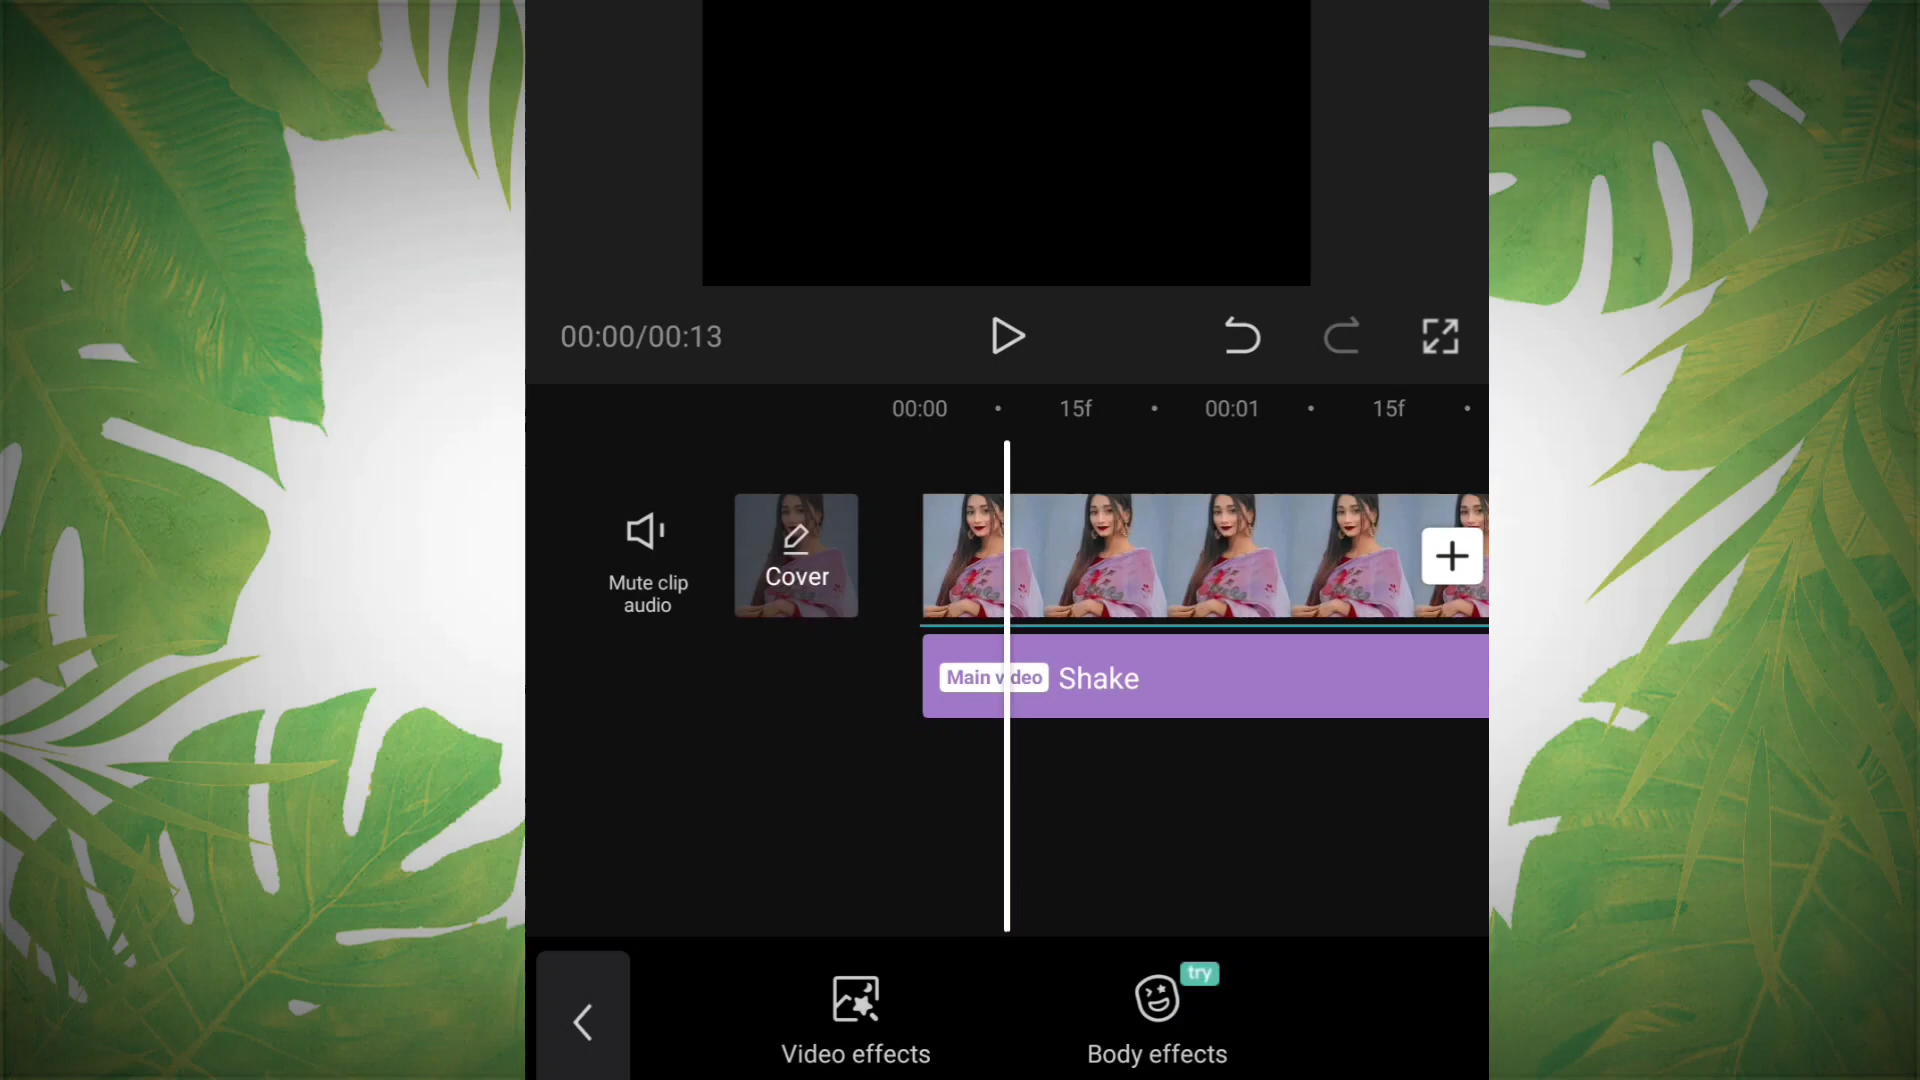 00:00/00:13
00:00 15f 00:01 15f
Mute clip
audio
Cover
Main video Shake
try
Video effects Body effects